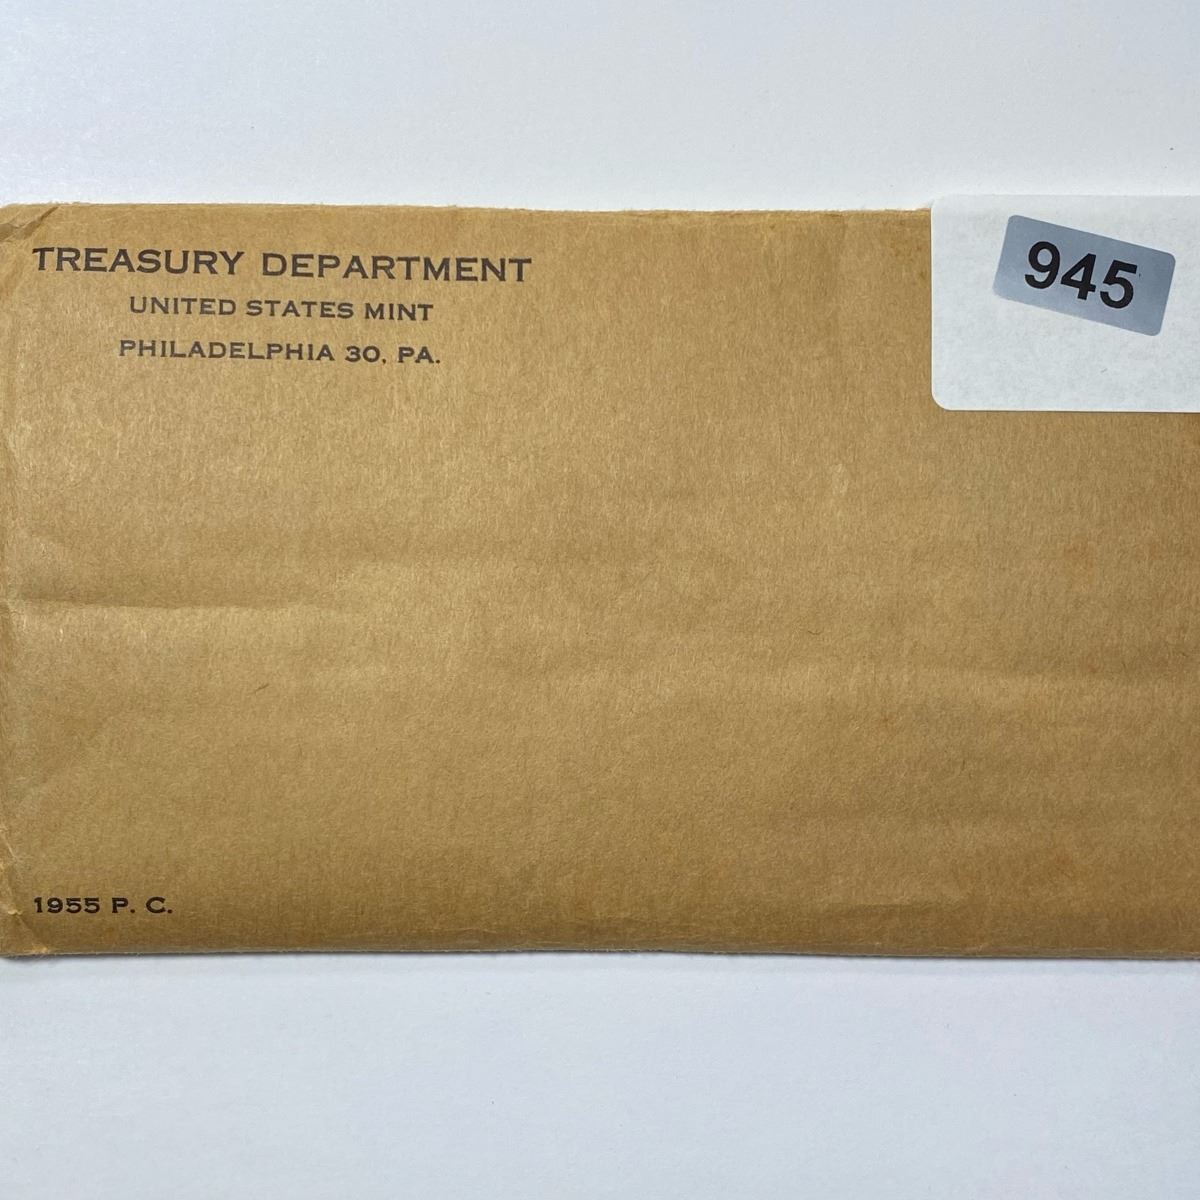 TREASURY DEPARTMENT
UNITED STATES MINT
PHILADELPHIA 30, PA.
945
1955 P. C.